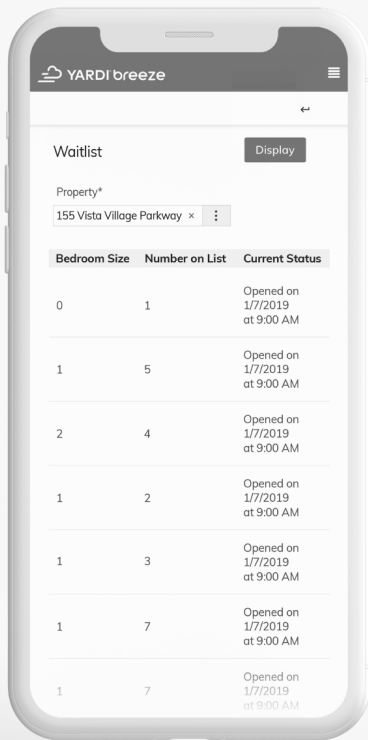 YARDI breeze
Waitlist
Display
Property*
155 Vista Village Parkway ×
Bedroom Size Number on List Current Status
0 1 Opened on
1/7/2019
at 9:00 AM
1 5 Opened on
1/7/2019
at 9:00 AM
2 4 Opened on
1/7/2019
at 9:00 AM
1 2 Opened on
1/7/2019
at 9:00 AM
1 3 Opened on
1/7/2019
at 9:00 AM
1 7 Opened on
1/7/2019
at 9:00 AM
1 7 Opened on
1/7/2019
at 9:00 AM